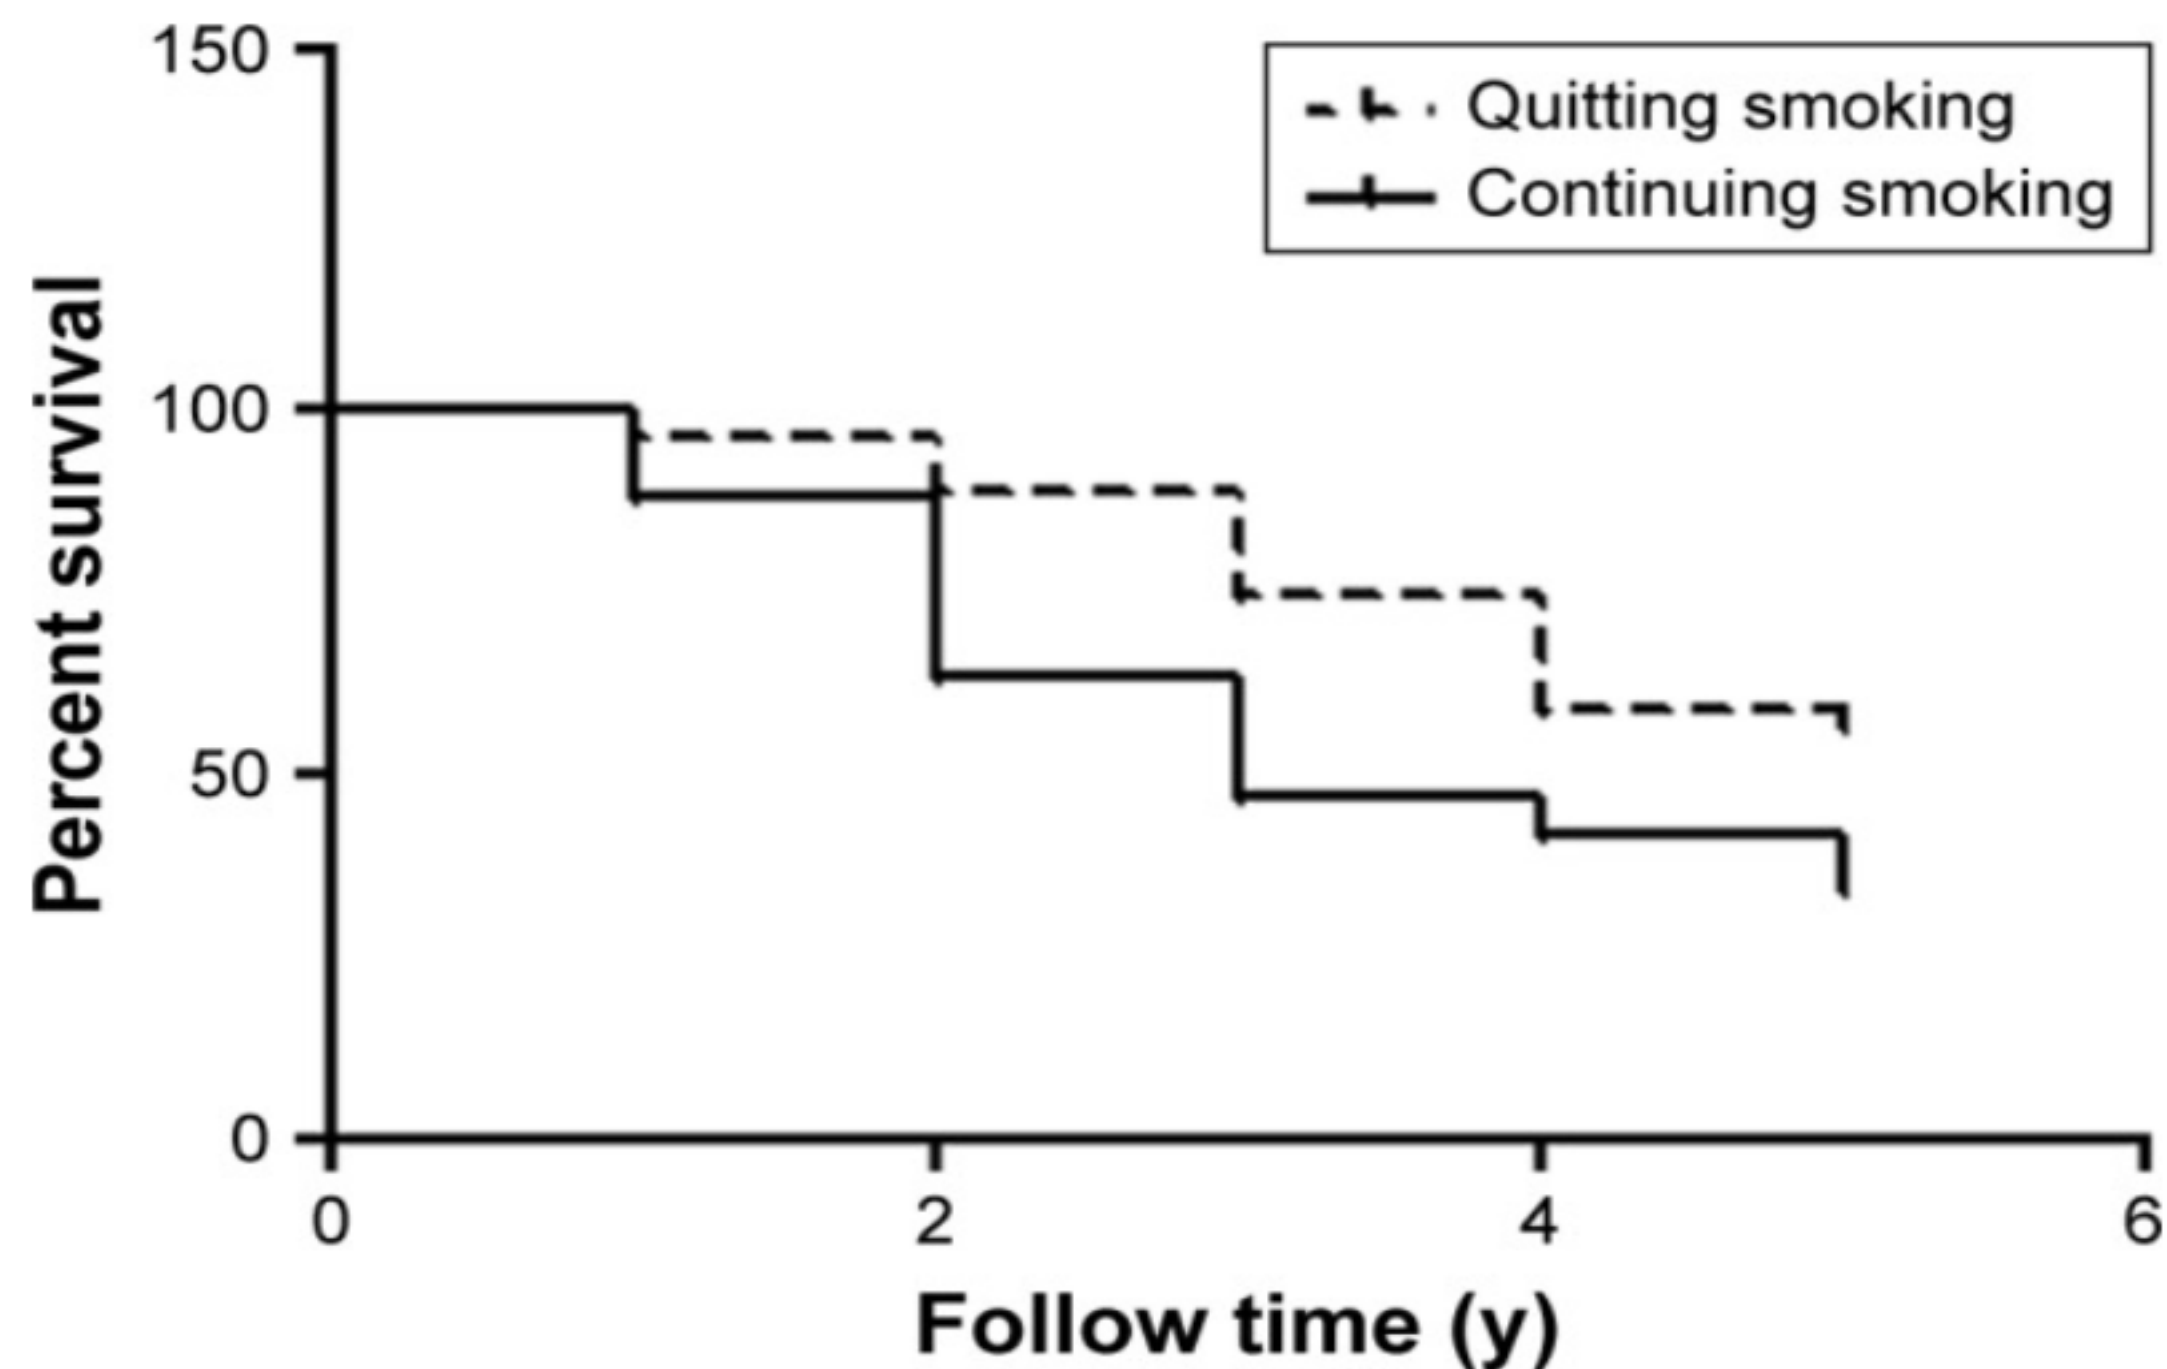 150
Quitting smoking
Continuing smoking
Percent survival
100
50
0
0 2 4 6
Follow time (y)